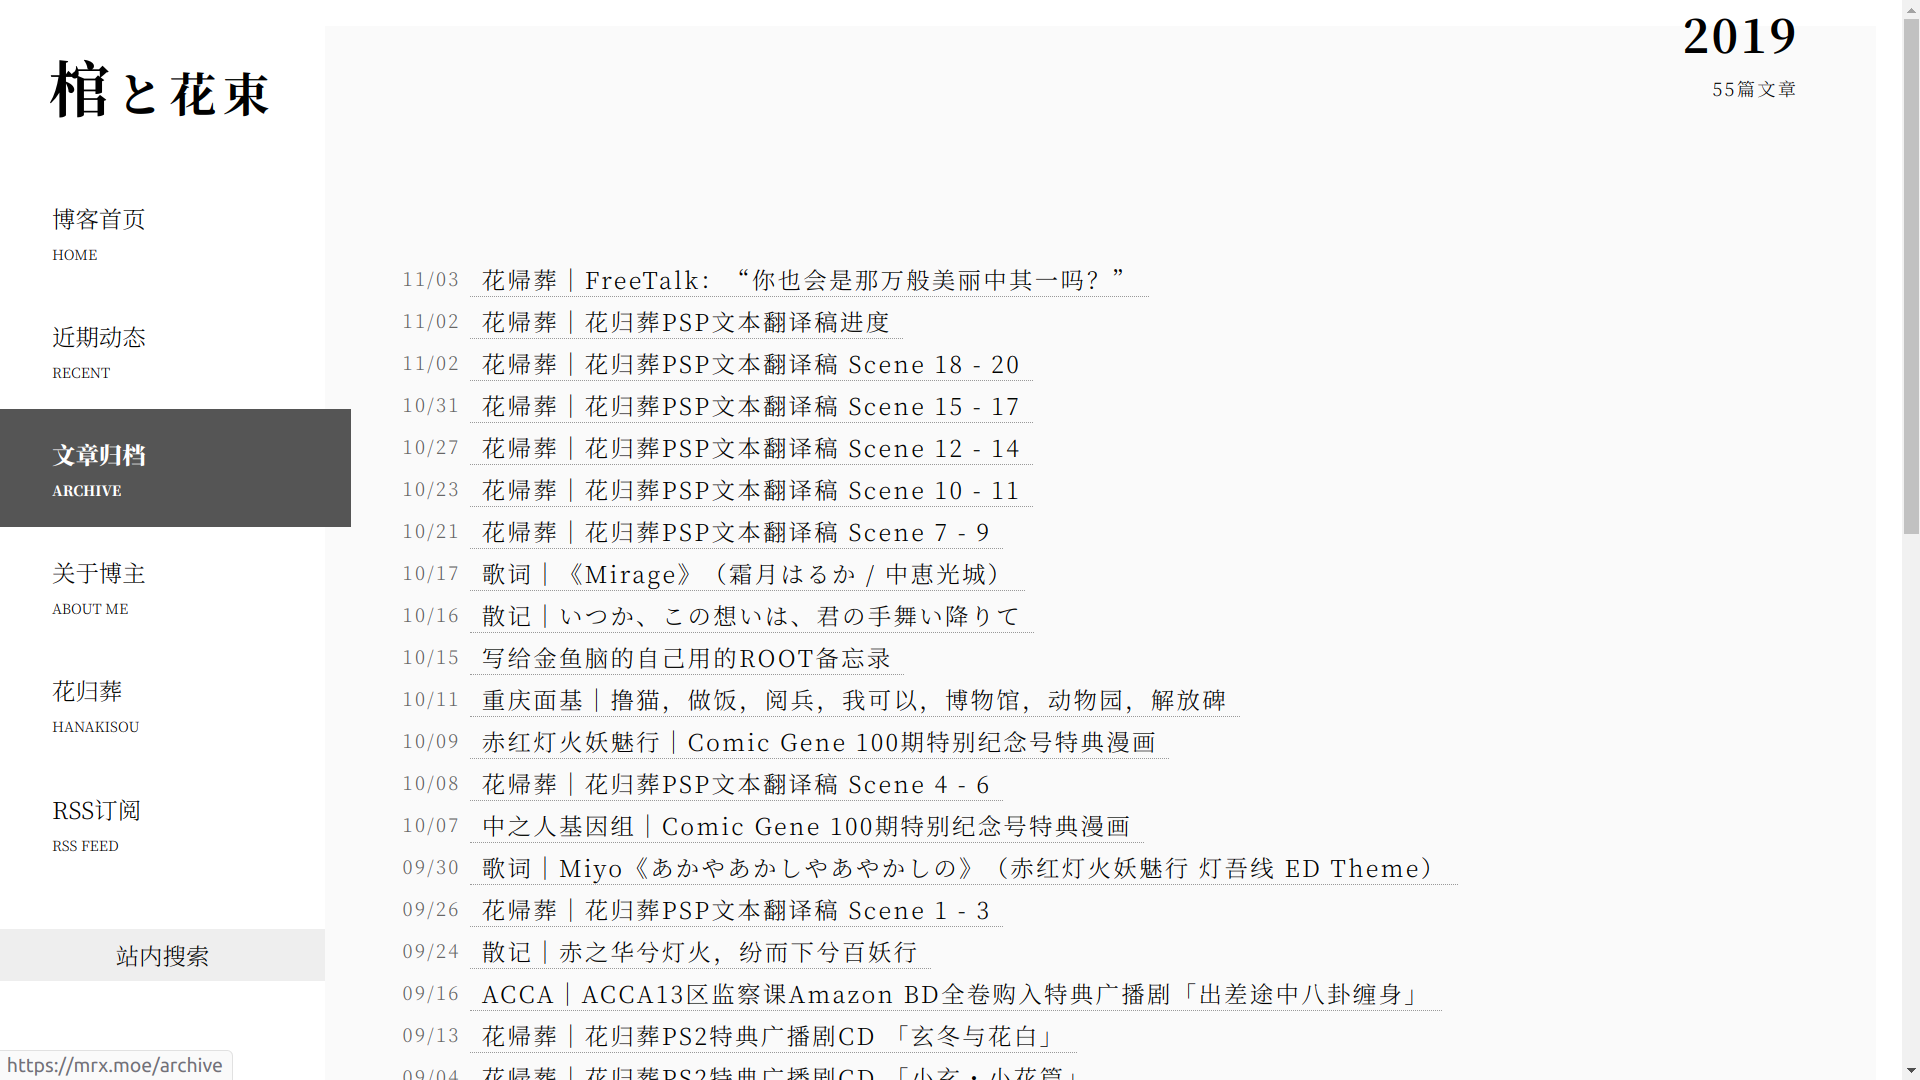 棺と花束
博客首页
HOME
近期动态
RECENT
文章归档
ARCHIVE
关于博主
ABOUT ME
花归葬
HANAKISOU
RSS订阅
RSS FEED
站内搜索
https://mrx.moe/archive
2019
55篇文章
11/03 花帰葬｜FreeTalk：“你也会是那万般美丽中其一吗？”
11/02 花帰葬｜花归葬PSP文本翻译稿进度
11/02 花帰葬｜花归葬PSP文本翻译稿 Scene 18 - 20
10/31 花帰葬｜花归葬PSP文本翻译稿 Scene 15 - 17
10/27 花帰葬｜花归葬PSP文本翻译稿 Scene 12 - 14
10/23 花帰葬｜花归葬PSP文本翻译稿 Scene 10 - 11
10/21 花帰葬｜花归葬PSP文本翻译稿 Scene 7 - 9
10/17 歌词｜《Mirage》（霜月はるか / 中恵光城）
10/16 散记｜いつか、この想いは、君の手舞い降りて
10/15 写给金鱼脑的自己用的ROOT备忘录
10/11 重庆面基｜撸猫，做饭，阅兵，我可以，博物馆，动物园，解放碑
10/09 赤红灯火妖魅行｜Comic Gene 100期特别纪念号特典漫画
10/08 花帰葬｜花归葬PSP文本翻译稿 Scene 4 - 6
10/07 中之人基因组｜Comic Gene 100期特别纪念号特典漫画
09/30 歌词｜Miyo《あかやあかしやあやかしの》（赤红灯火妖魅行 灯吾线 ED Theme）
09/26 花帰葬｜花归葬PSP文本翻译稿 Scene 1 - 3
09/24 散记｜赤之华兮灯火，纷而下兮百妖行
09/16 ACCA｜ACCA13区监察课Amazon BD全卷购入特典广播剧「出差途中八卦缠身」
09/13 花帰葬｜花归葬PS2特典广播剧CD 「玄冬与花白」
09/04 花帰葬｜花归葬PS2特典广播剧CD 「小玄・小花篇」